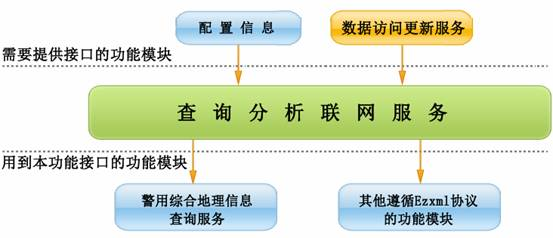 配置信息
数据访问更新服务
需要提供接口的功能模块
查询分析联网服务
用到本功能接口的功能模块
警用综合地理信息
查询服务
其他遵循Ezxml协议
的功能模块